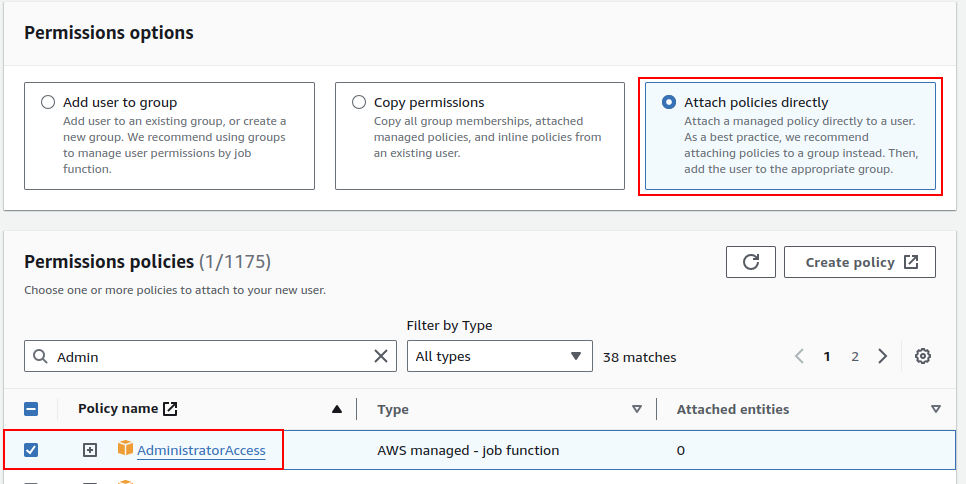 Permissions options
Add user to group
Add user to an existing group, or create a
new group. We recommend using groups
to manage user permissions by job
function.
Copy permissions
Copy all group memberships, attached
managed policies, and inline policies from
an existing user.
Attach policies directly
Attach a managed policy directly to a user.
As a best practice, we recommend
attaching policies to a group instead. Then,
add the user to the appropriate group.
Permissions policies (1/1175)
Create policy
Choose one or more policies to attach to your new user.
Filter by Type
Admin
All types
38 matches
1 2
Policy name
Type
Attached entities
AdministratorAccess
AWS managed - job function
0